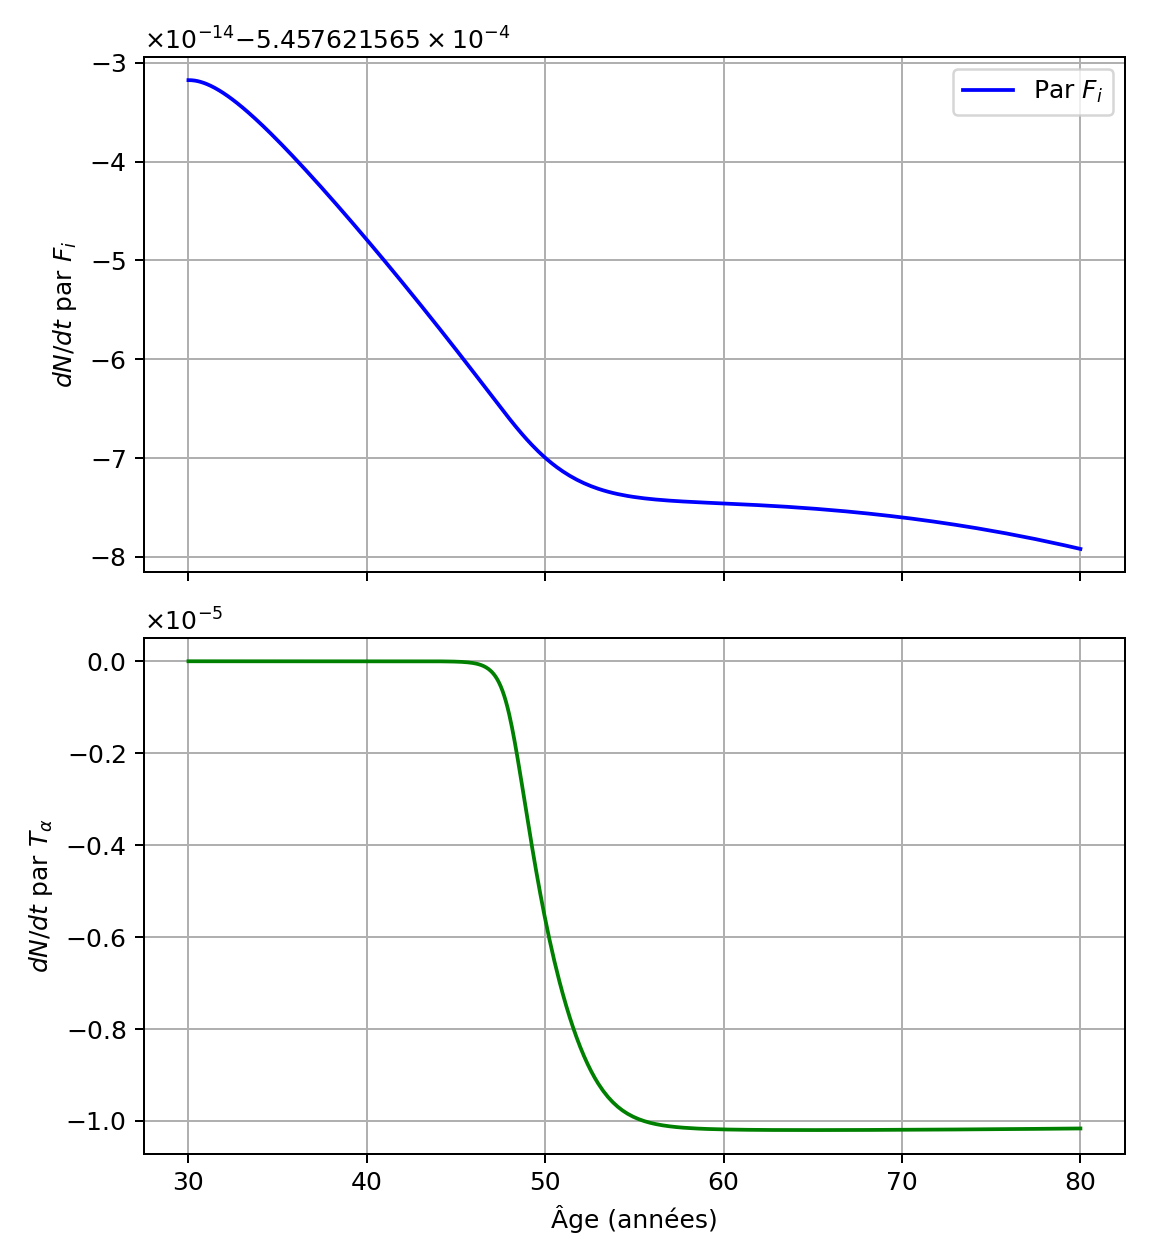 ×10⁻¹⁴−5.457621565 × 10⁻⁴
−3
−4
−5
−6
−7
−8
dN/dt par Fᵢ
Par Fᵢ
×10⁻⁵
0.0
−0.2
−0.4
−0.6
−0.8
−1.0
dN/dt par Tα
30 40 50 60 70 80
Âge (années)